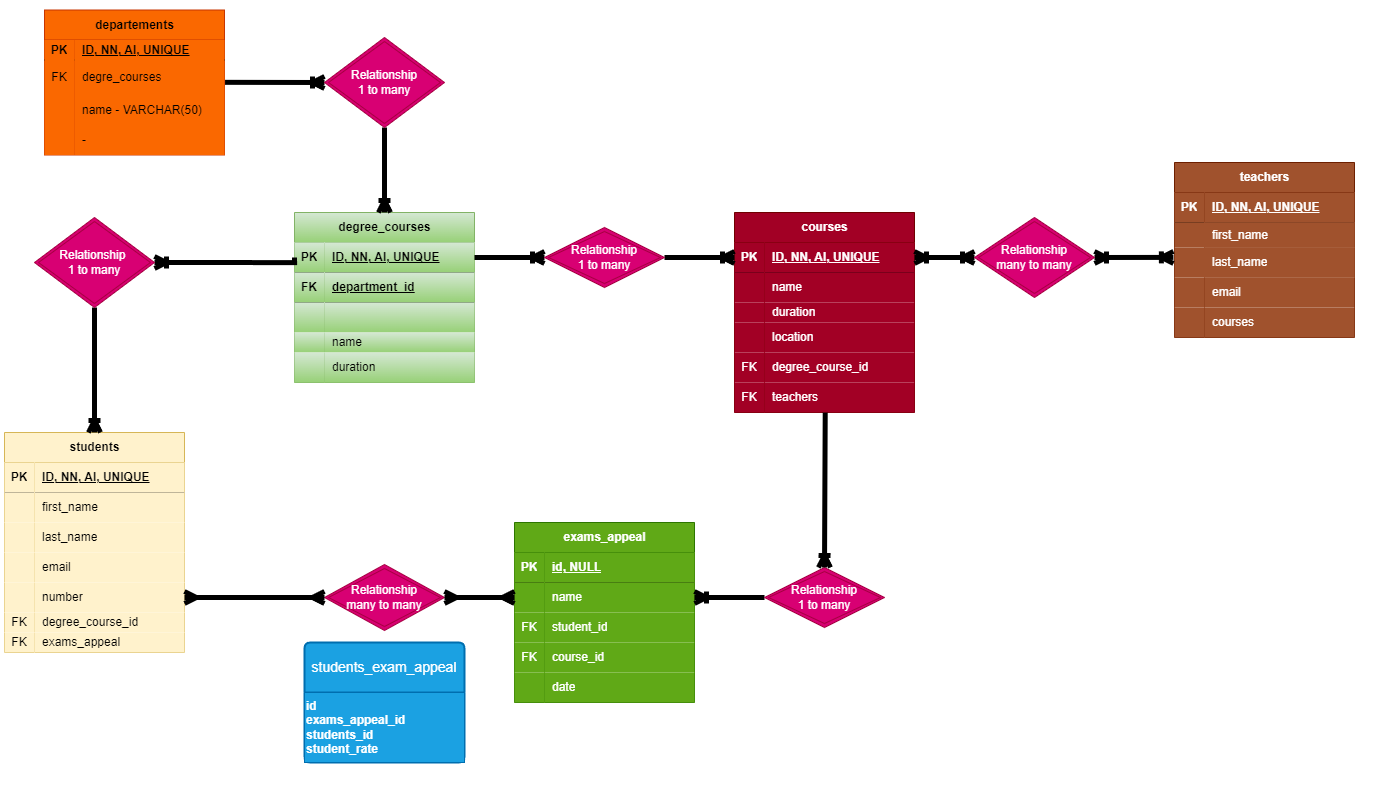 departements
PK ID, NN, AI, UNIQUE
FK degre_courses
name - VARCHAR(50)
-
Relationship
1 to many
teachers
PK ID, NN, AI, UNIQUE
first_name
last_name
email
courses
Relationship
1 to many
degree_courses
PK ID, NN, AI, UNIQUE
FK department_id
name
duration
Relationship
1 to many
courses
PK ID, NN, AI, UNIQUE
name
duration
location
FK degree_course_id
FK teachers
Relationship
many to many
students
PK ID, NN, AI, UNIQUE
first_name
last_name
email
number
FK degree_course_id
FK exams_appeal
Relationship
many to many
exams_appeal
PK id, NULL
name
FK student_id
FK course_id
date
Relationship
1 to many
students_exam_appeal
id
exams_appeal_id
students_id
student_rate